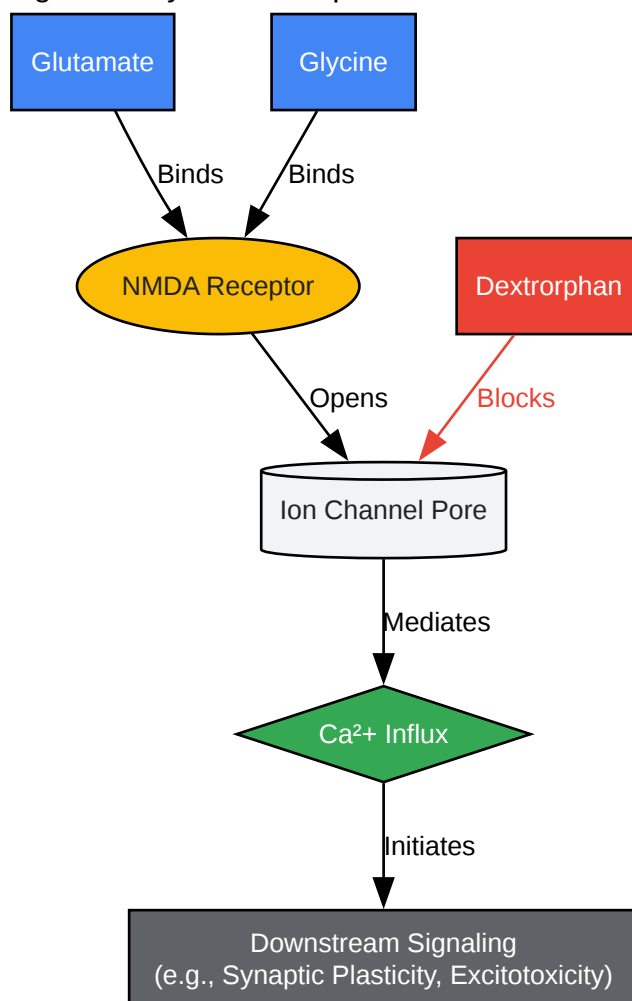 Glutamate
Glycine
Binds
Binds
NMDA Receptor
Dextrorphan
Opens
Blocks
Ion Channel Pore
Mediates
Ca²+ Influx
Initiates
Downstream Signaling
(e.g., Synaptic Plasticity, Excitotoxicity)